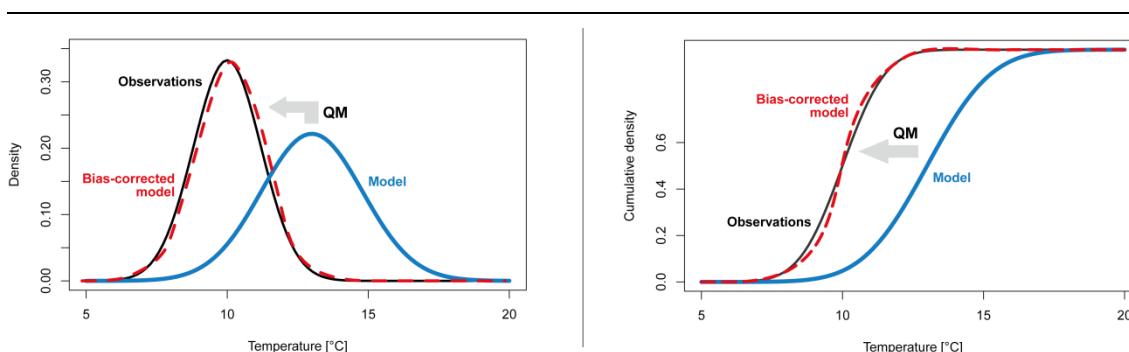 Density
0.30
0.20
0.10
0.00
Observations
QM
Bias-corrected
model
Model
5
10
15
20
Temperature [°C]
Cumulative density
0.6
0.4
0.2
0.0
Bias-corrected
model
QM
Model
Observations
5
10
15
20
Temperature [°C]